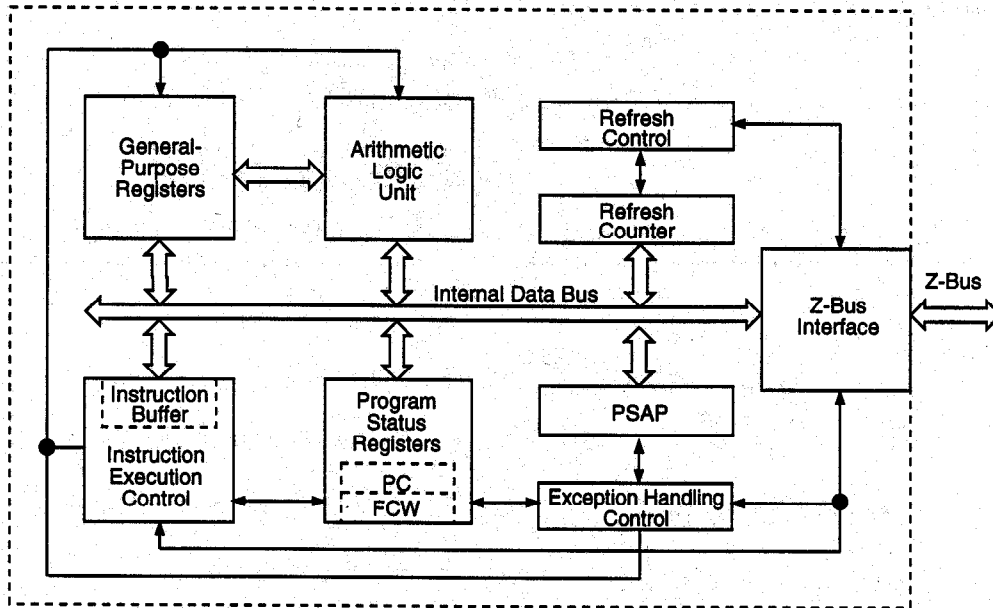 General-
Purpose
Registers
Arithmetic
Logic
Unit
Refresh
Control
Refresh
Counter
Internal Data Bus
Z-Bus
Interface
Z-Bus
Instruction
Buffer
Instruction
Execution
Control
Program
Status
Registers
PC
FCW
PSAP
Exception Handling
Control